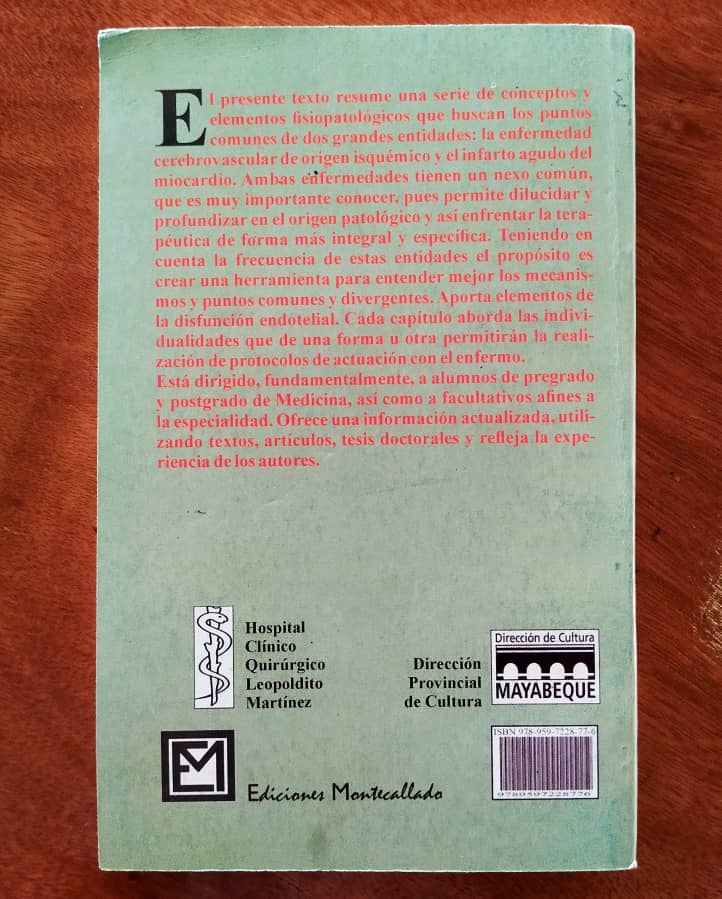 El presente texto resume una serie de conceptos y
elementos fisiopatológicos que buscan los puntos
comunes de dos grandes entidades: la enfermedad
cerebrovascular de origen isquémico y el infarto agudo del
miocardio. Ambas enfermedades tienen un nexo común,
que es muy importante conocer, pues permite dilucidar y
profundizar en el origen patológico y así enfrentar la tera-
péutica de forma más integral y específica. Teniendo en
cuenta la frecuencia de estas entidades el propósito es
crear una herramienta para entender mejor los mecanis-
mos y puntos comunes y divergentes. Aporta elementos de
la disfunción endotelial. Cada capítulo aborda las indivi-
dualidades que de una forma u otra permitirán la reali-
zación de protocolos de actuación con el enfermo.
Está dirigido, fundamentalmente, a alumnos de pregrado
y postgrado de Medicina, así como a facultativos afines a
la especialidad. Ofrece una información actualizada, utili-
zando textos, artículos, tesis doctorales y refleja la expe-
riencia de los autores.
Hospital
Clínico
Quirúrgico
Leopoldito
Martínez
Dirección
Provincial
de Cultura
Dirección de Cultura
MAYABEQUE
EM
Ediciones Montecallado
ISBN 978-959-7228-77-6
9789597228776